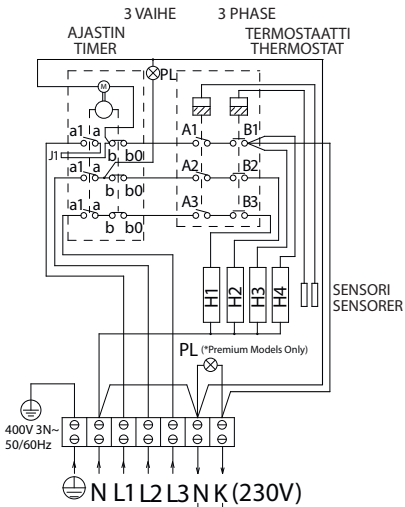 3 VAIHE 3 PHASE
AJASTIN TERMOSTAATTI
TIMER THERMOSTAT
PL
M
a1 a A1 B1
J1 b b0
a1 a A2 B2
b b0
a1 a A3 B3
b b0
H1 H2 H3 H4
SENSORI
SENSORER
PL (*Premium Models Only)
400V 3N~
50/60Hz
N L1 L2 L3 N K (230V)